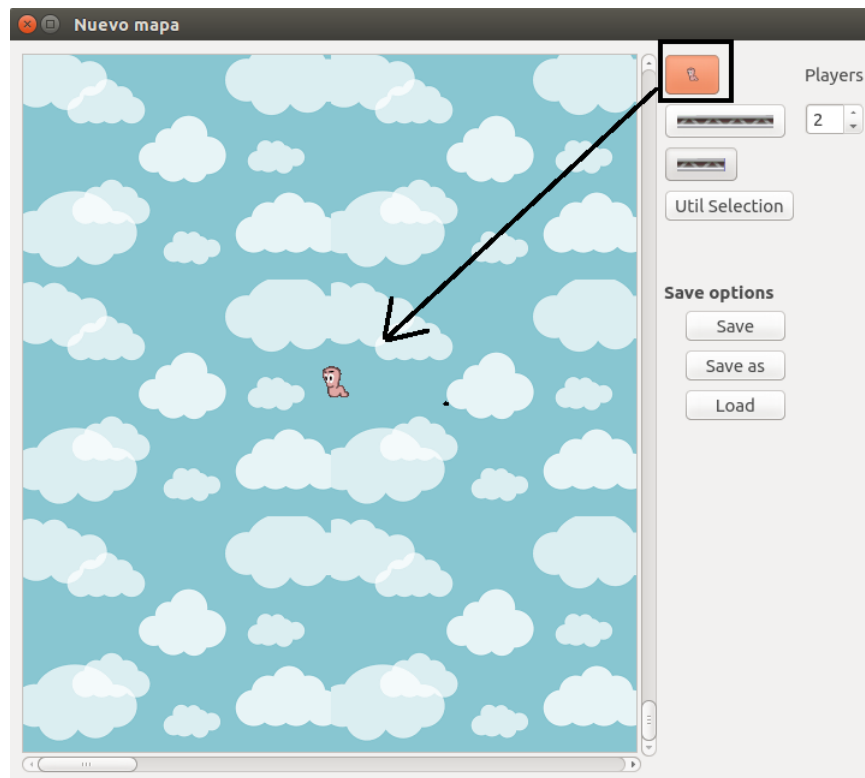 Nuevo mapa
Players
2
Util Selection
Save options
Save
Save as
Load